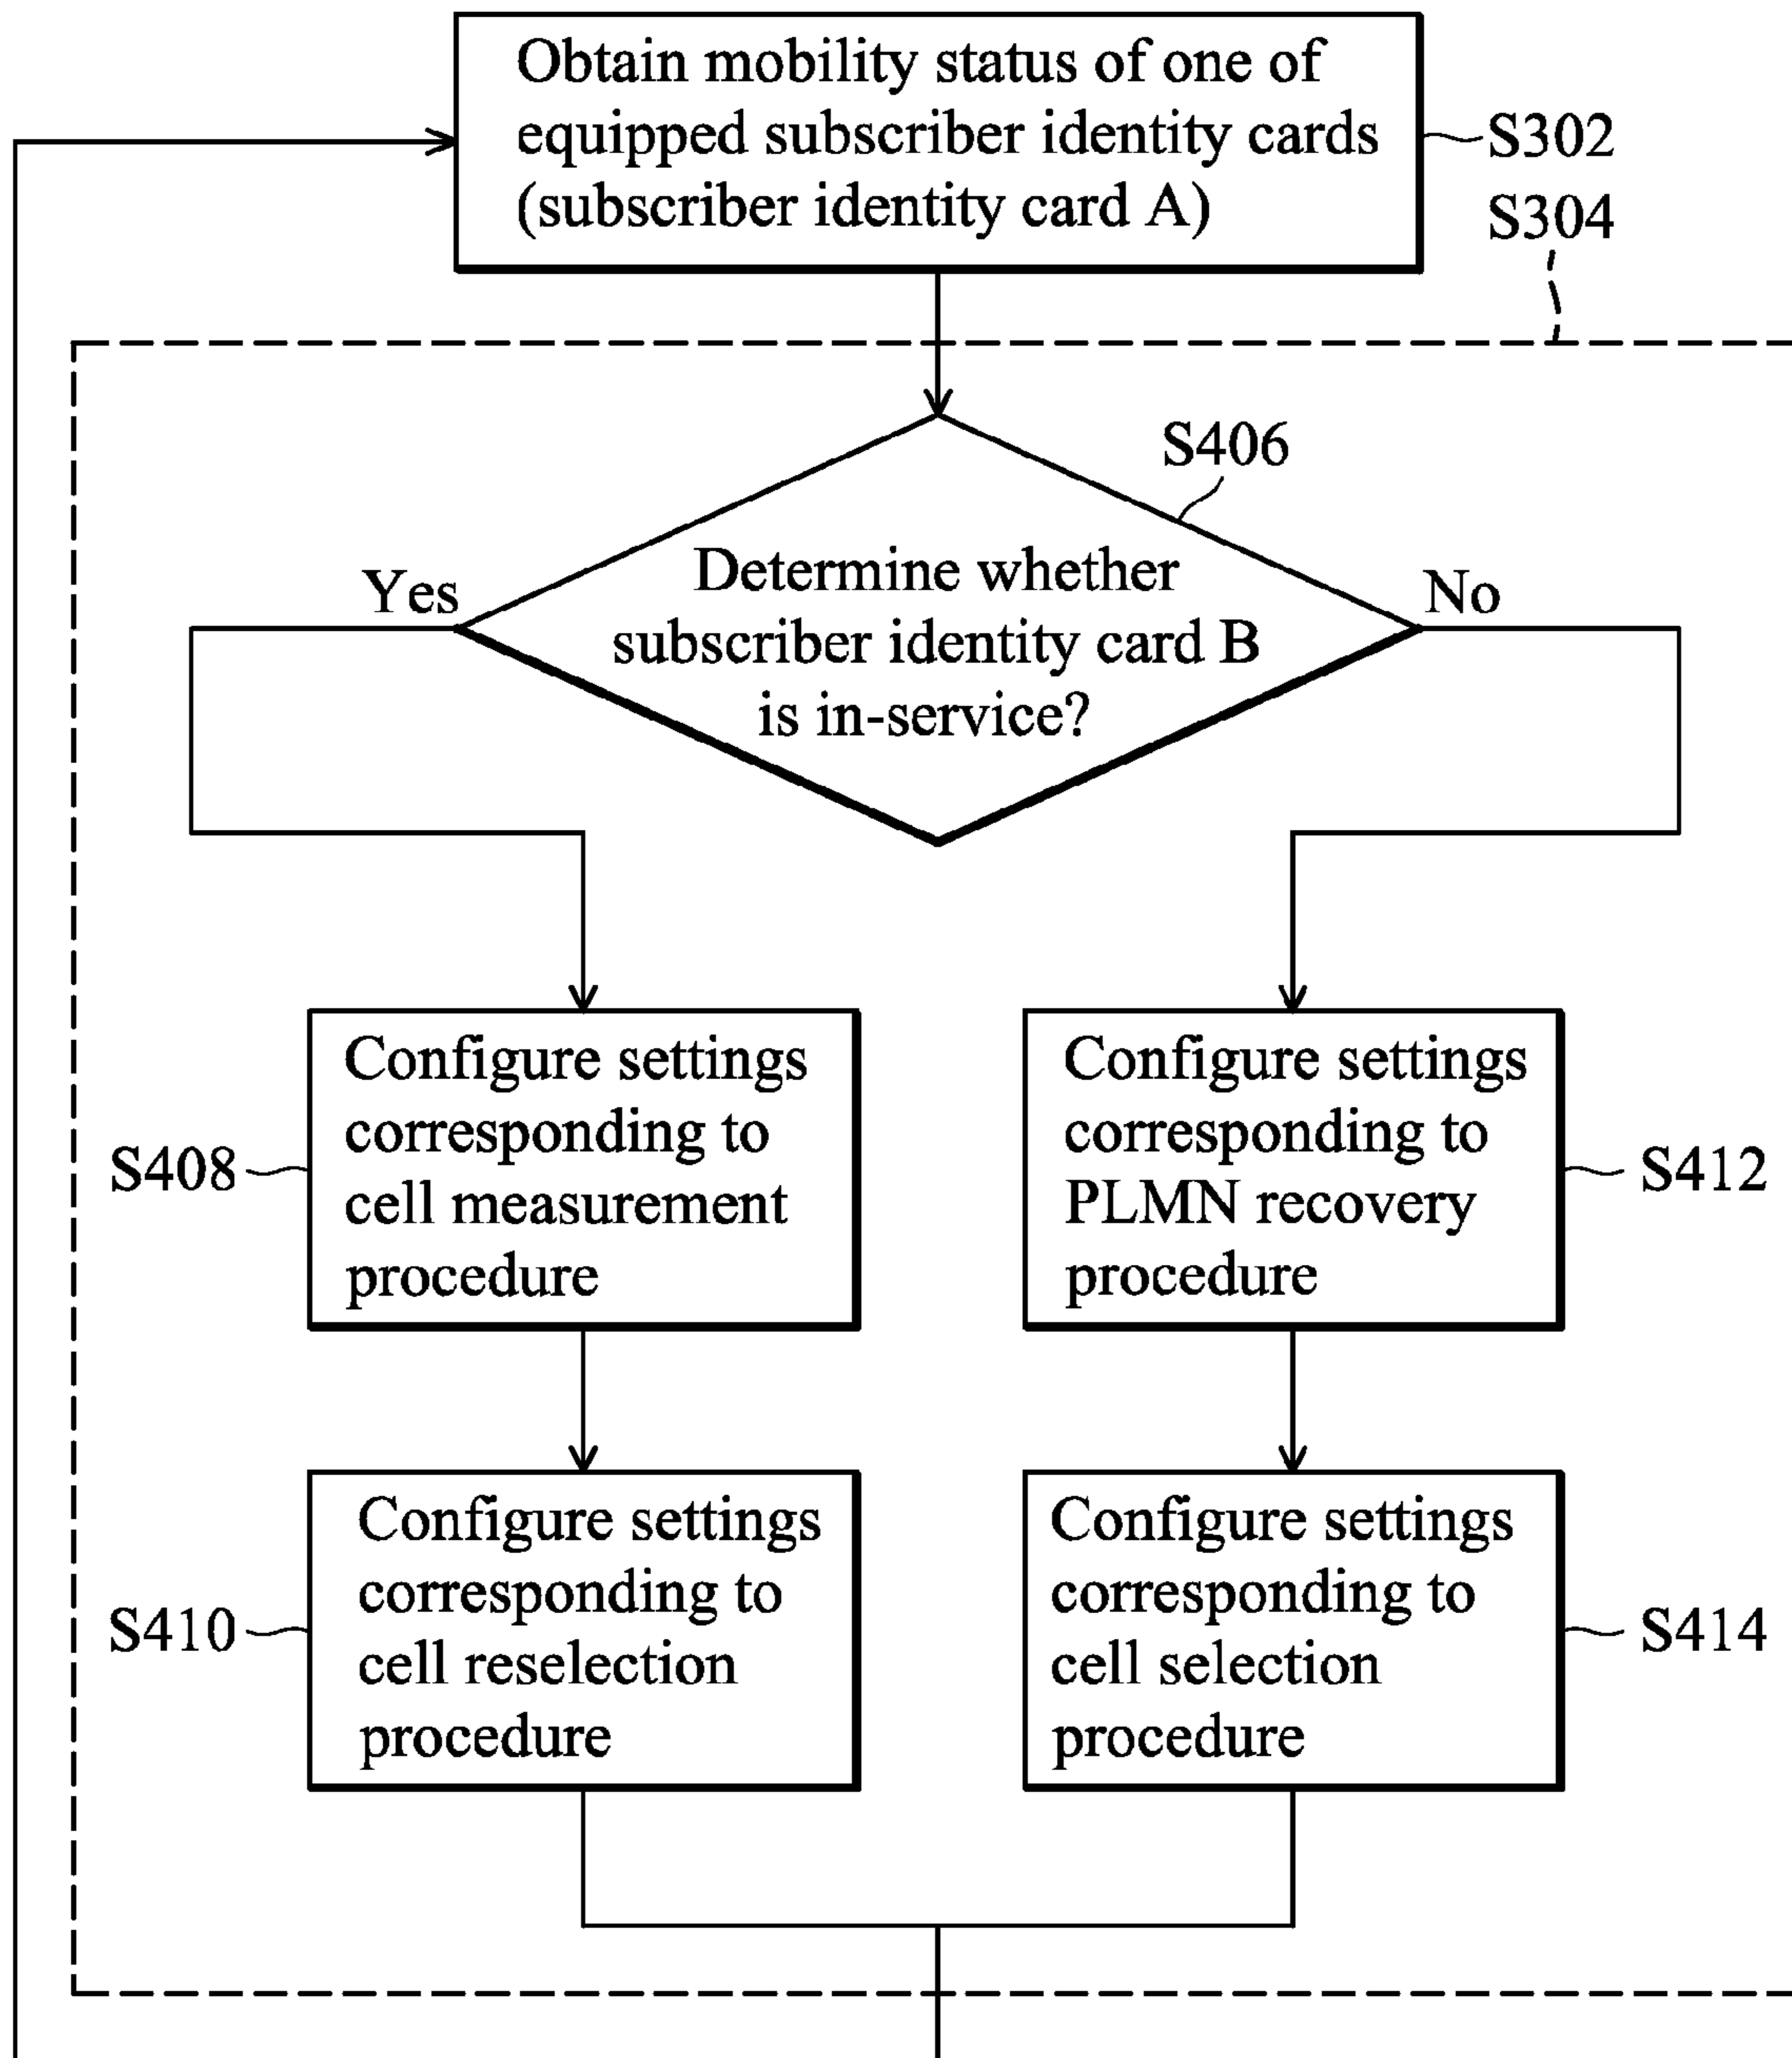 Obtain mobility status of one of
equipped subscriber identity cards
(subscriber identity card A)
S302
S304
S406
Determine whether
subscriber identity card B
is in-service?
Yes
No
Configure settings
corresponding to
cell measurement
procedure
S408
Configure settings
corresponding to
PLMN recovery
procedure
S412
Configure settings
corresponding to
cell reselection
procedure
S410
Configure settings
corresponding to
cell selection
procedure
S414